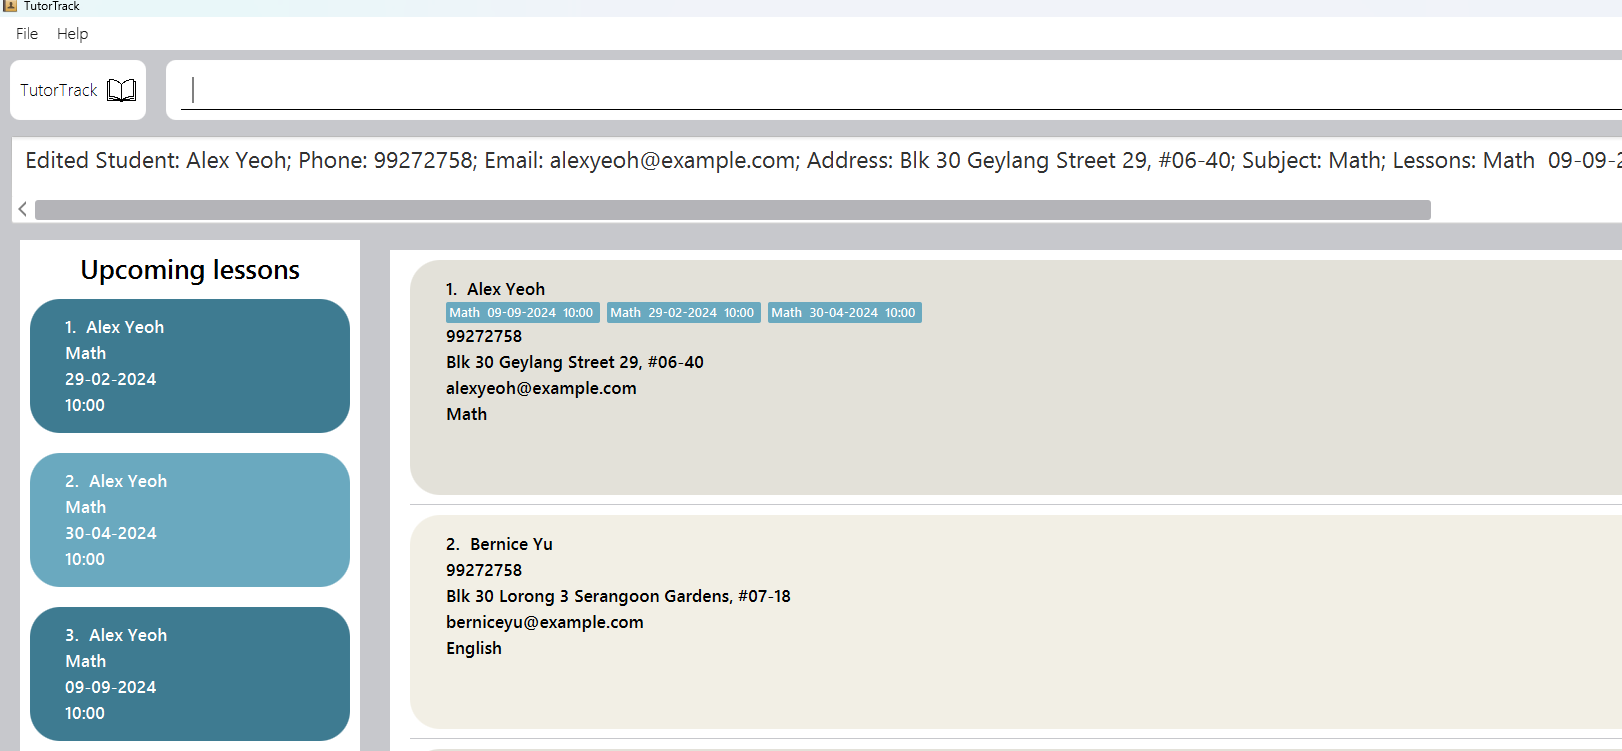 TutorTrack
File Help
TutorTrack
Edited Student: Alex Yeoh; Phone: 99272758; Email: alexyeoh@example.com; Address: Blk 30 Geylang Street 29, #06-40; Subject: Math; Lessons: Math  09-09-2
Upcoming lessons
1. Alex Yeoh
Math
29-02-2024
10:00
2. Alex Yeoh
Math
30-04-2024
10:00
3. Alex Yeoh
Math
09-09-2024
10:00
1. Alex Yeoh
Math 09-09-2024 10:00 Math 29-02-2024 10:00 Math 30-04-2024 10:00
99272758
Blk 30 Geylang Street 29, #06-40
alexyeoh@example.com
Math
2. Bernice Yu
99272758
Blk 30 Lorong 3 Serangoon Gardens, #07-18
berniceyu@example.com
English